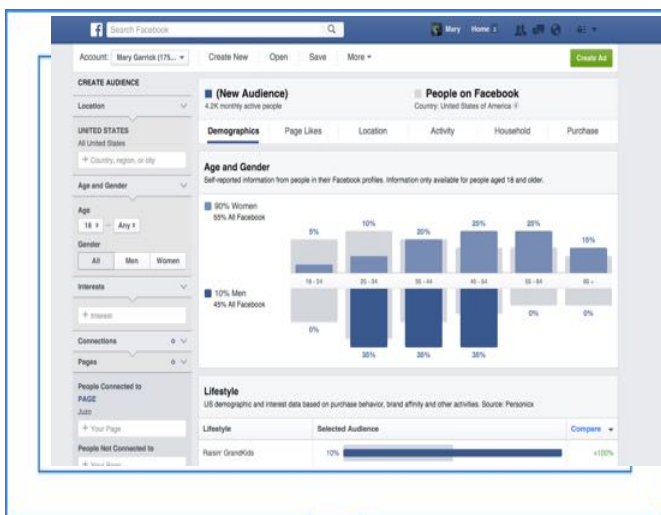 f Search Facebook
Mary Home
Account: Mary Garrick (175... Create New Open Save More Create Ad
CREATE AUDIENCE
Location
UNITED STATES
All United States
+ Country, region, or city
Age and Gender
Age
18 - Any
Gender
All Men Women
Interests
+ Interest
Connections 0
Pages 0
People Connected to
PAGE
Juzo
+ Your Page
People Not Connected to
(New Audience)
4.2K monthly active people
People on Facebook
Country: United States of America
Demographics Page Likes Location Activity Household Purchase
Age and Gender
Self-reported information from people in their Facebook profiles. Information only available for people aged 18 and older.
90% Women
55% All Facebook
5% 10% 20% 25% 25% 15%
18 - 24 25 - 34 35 - 44 45 - 54 55 - 64 65 +
10% Men
45% All Facebook
0% 35% 35% 35% 0% 0%
Lifestyle
US demographic and interest data based on purchase behavior, brand affinity and other activities. Source: Personicx
Lifestyle Selected Audience Compare
Raisin' GrandKids 10% +100%